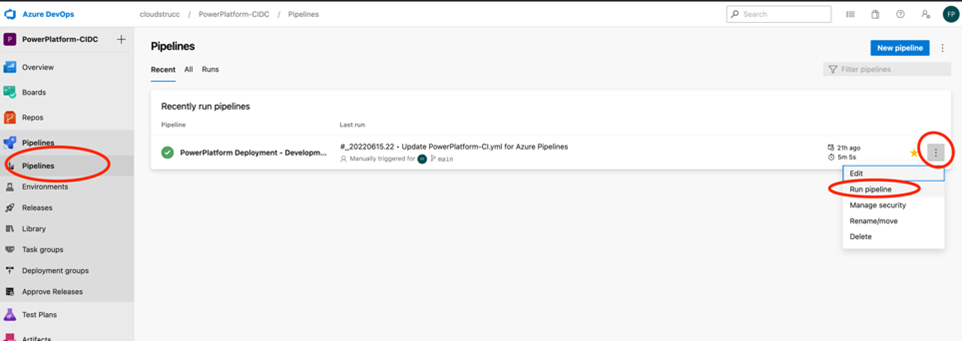 Azure DevOps
cloudstrucc / PowerPlatform-CIDC / Pipelines
Search
FP
P PowerPlatform-CIDC
Overview
Boards
Repos
Pipelines
Pipelines
Environments
Releases
Library
Task groups
Deployment groups
Approve Releases
Test Plans
Artifacts
Pipelines
New pipeline
Recent All Runs
Filter pipelines
Recently run pipelines
Pipeline Last run
PowerPlatform Deployment - Developm...
#_20220615.22 • Update PowerPlatform-CI.yml for Azure Pipelines
Manually triggered for FP main
21h ago
5m 5s
Edit
Run pipeline
Manage security
Rename/move
Delete